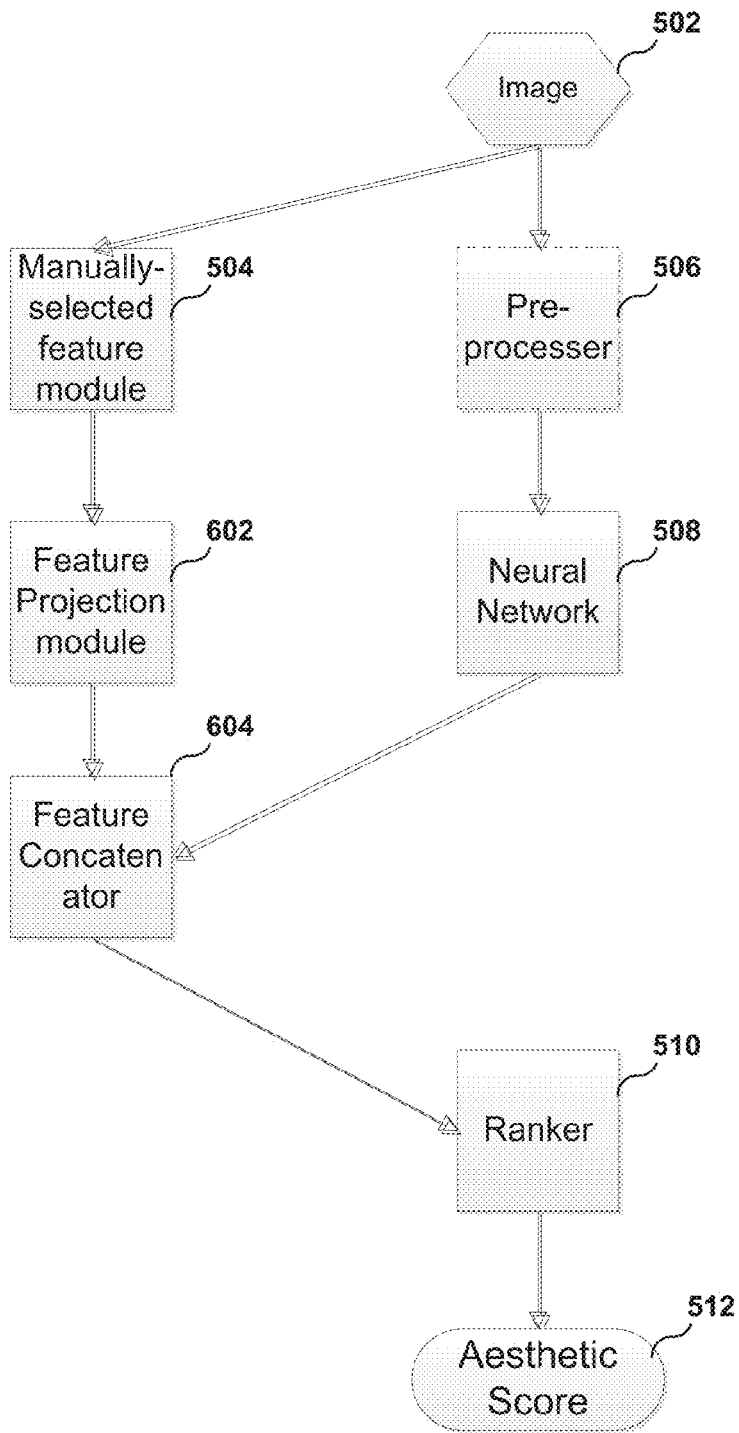 502
Image
Manually-
selected
feature
module
504
Pre-
processer
506
Feature
Projection
module
602
Neural
Network
508
Feature
Concaten
ator
604
Ranker
510
Aesthetic
Score
512